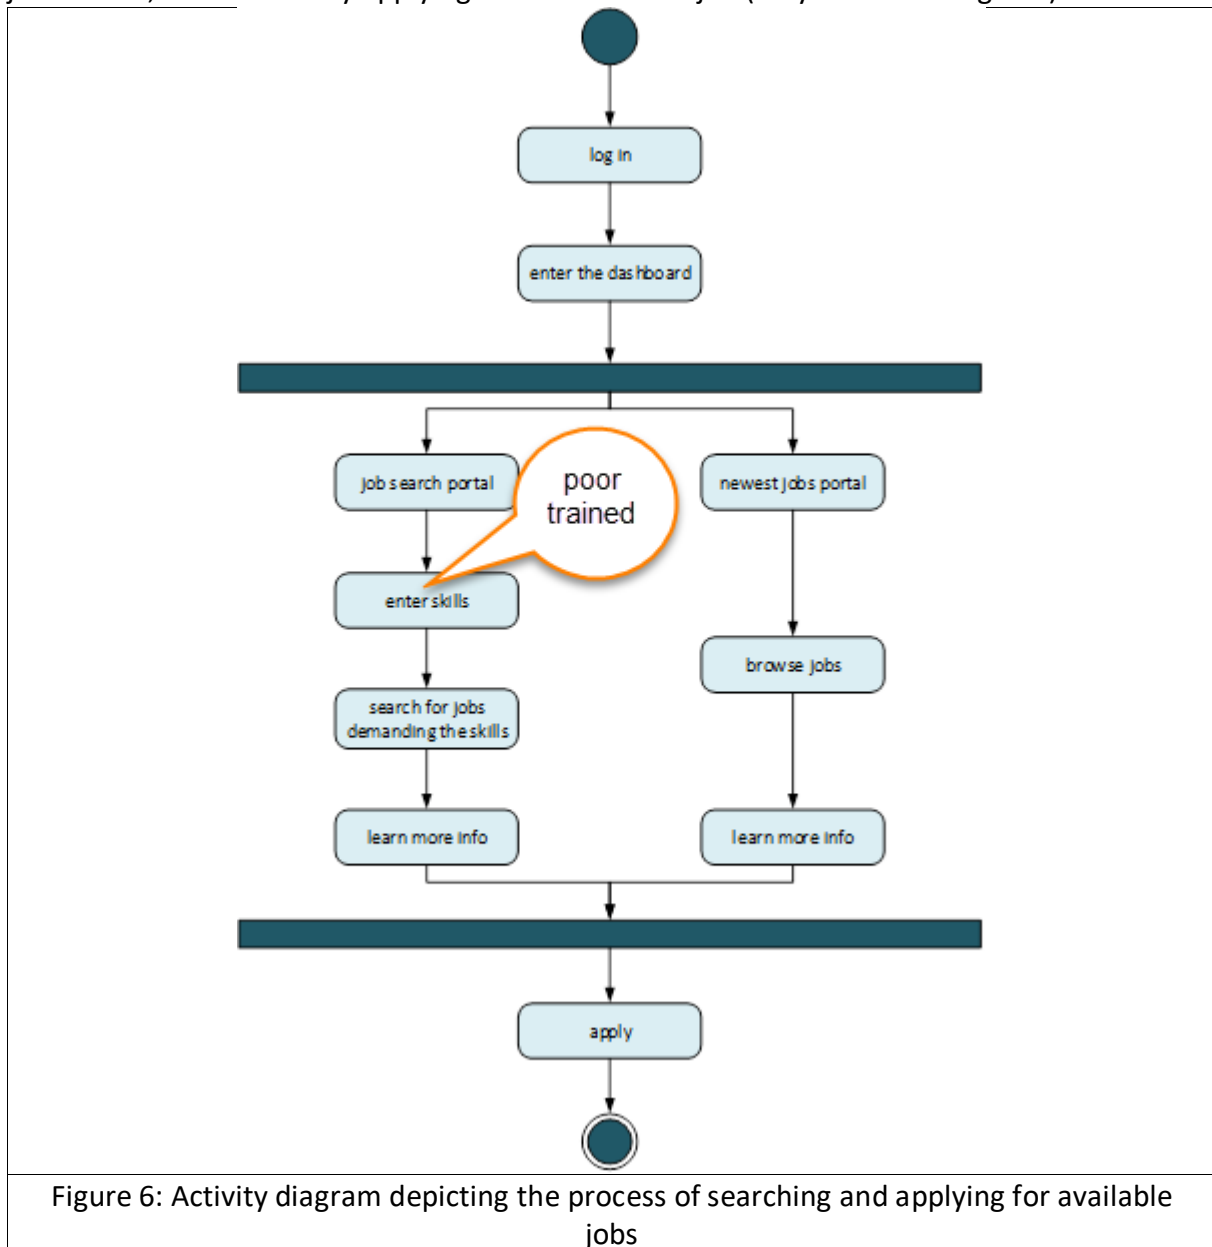 log in
enter the dashboard
job search portal
poor
trained
newest jobs portal
enter skills
browse jobs
search for jobs
demanding the skills
learn more info
learn more info
apply
Figure 6: Activity diagram depicting the process of searching and applying for available
jobs